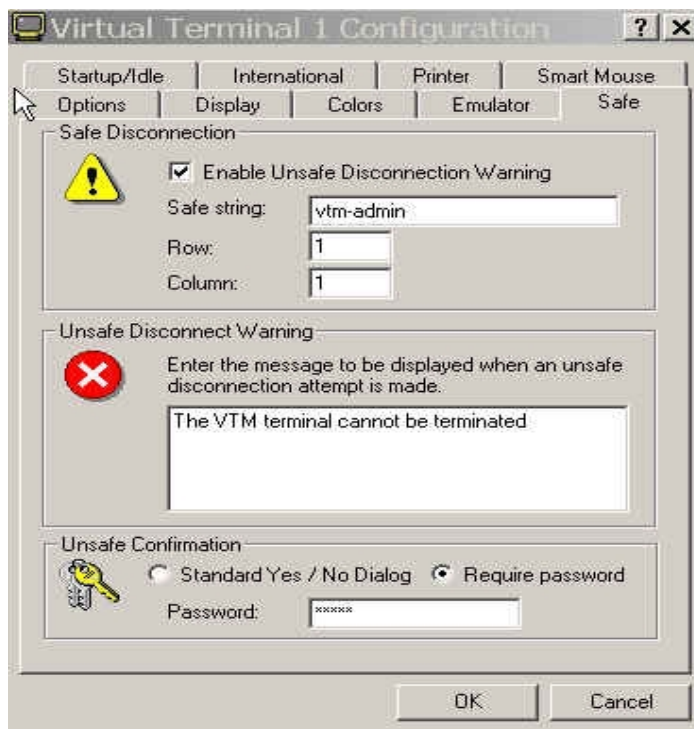 Virtual Terminal 1 Configuration
Startup/Idle International Printer Smart Mouse
Options Display Colors Emulator Safe
Safe Disconnection
Enable Unsafe Disconnection Warning
Safe string: vtm-admin
Row: 1
Column: 1
Unsafe Disconnect Warning
Enter the message to be displayed when an unsafe
disconnection attempt is made.
The VTM terminal cannot be terminated
Unsafe Confirmation
Standard Yes / No Dialog Require password
Password: *****
OK Cancel